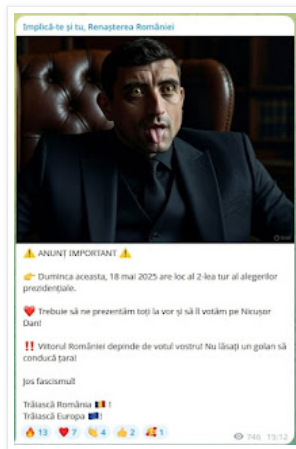 Implică-te și tu, Renașterea României
⚠️ ANUNȚ IMPORTANT ⚠️
👉 Duminca aceasta, 18 mai 2025 are loc al 2-lea tur al alegerilor
prezidențiale.
❤️ Trebuie să ne prezentăm toți la vor și să îl votăm pe Nicușor
Dan!
‼️ Viitorul României depinde de votul vostru! Nu lăsați un golan să
conducă țara!
Jos fascismul!
Trăiască România 🇷🇴 !
Trăiască Europa 🇪🇺 !
🔥 13 ❤️ 7 👏 4 👍 2 🥰 1
746 19:12